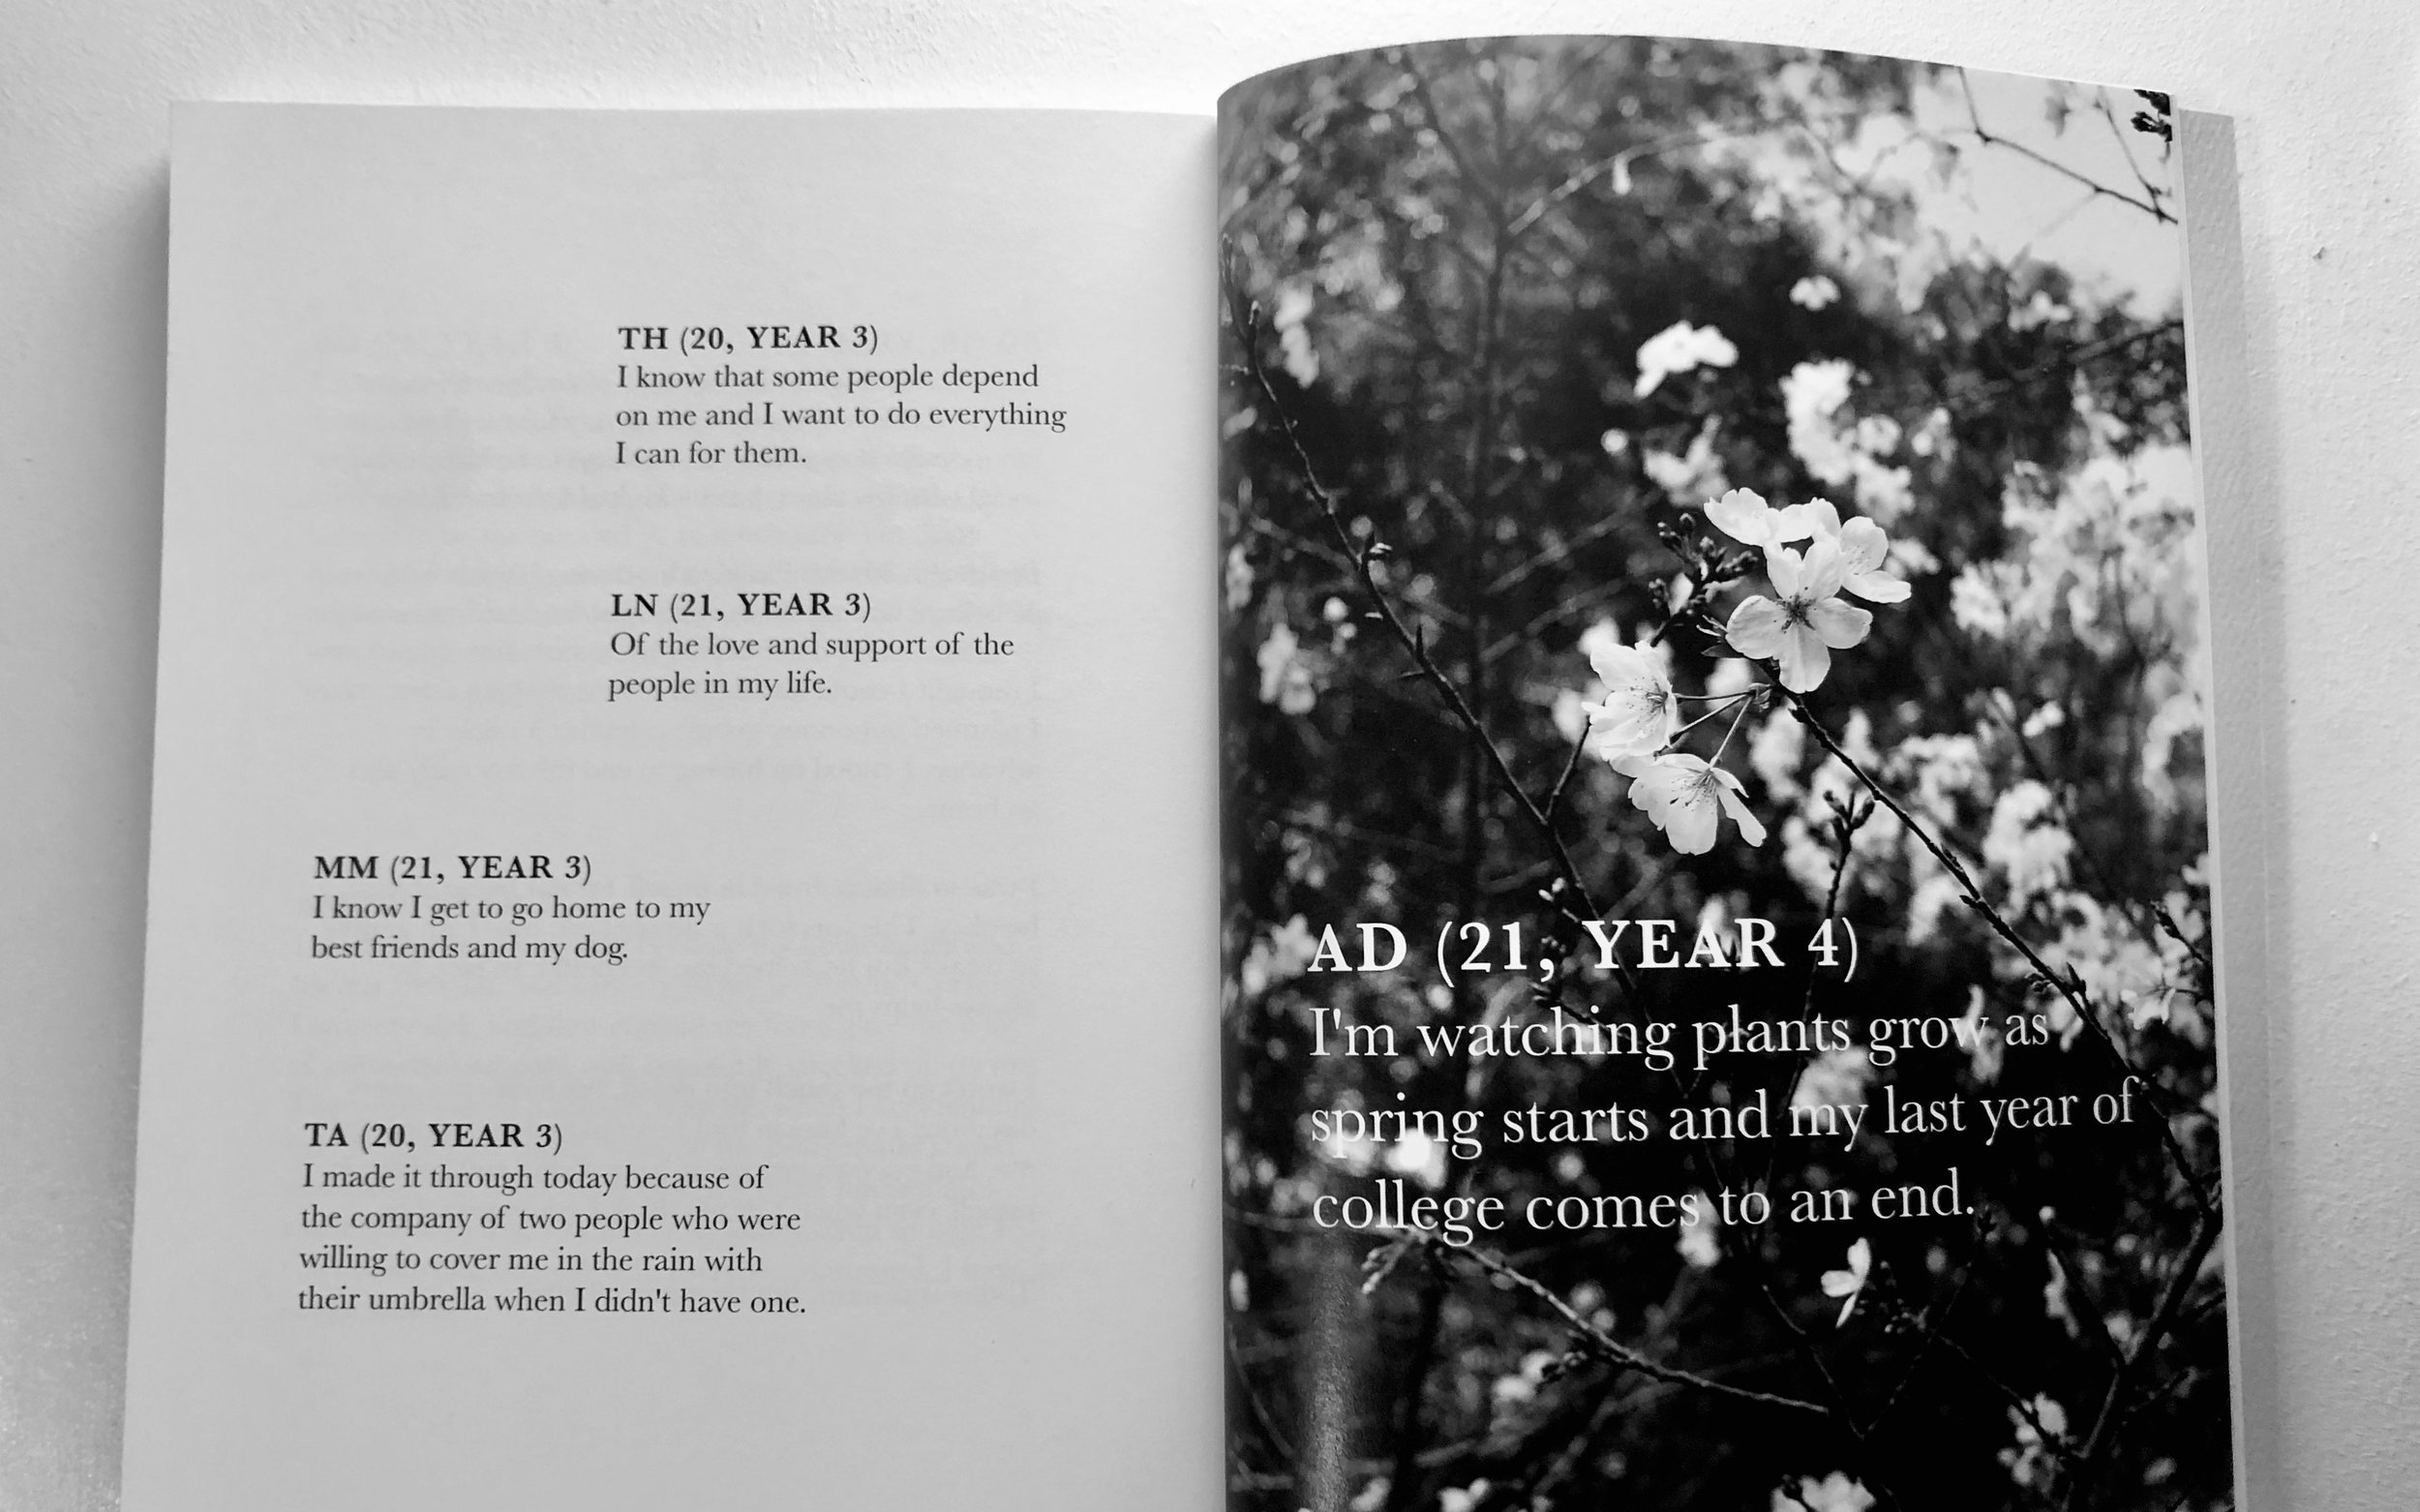 TH (20, YEAR 3)
I know that some people depend
on me and I want to do everything
I can for them.
LN (21, YEAR 3)
Of the love and support of the
people in my life.
MM (21, YEAR 3)
I know I get to go home to my
best friends and my dog.
TA (20, YEAR 3)
I made it through today because of
the company of two people who were
willing to cover me in the rain with
their umbrella when I didn't have one.
AD (21, YEAR 4)
I'm watching plants grow as
spring starts and my last year of
college comes to an end.